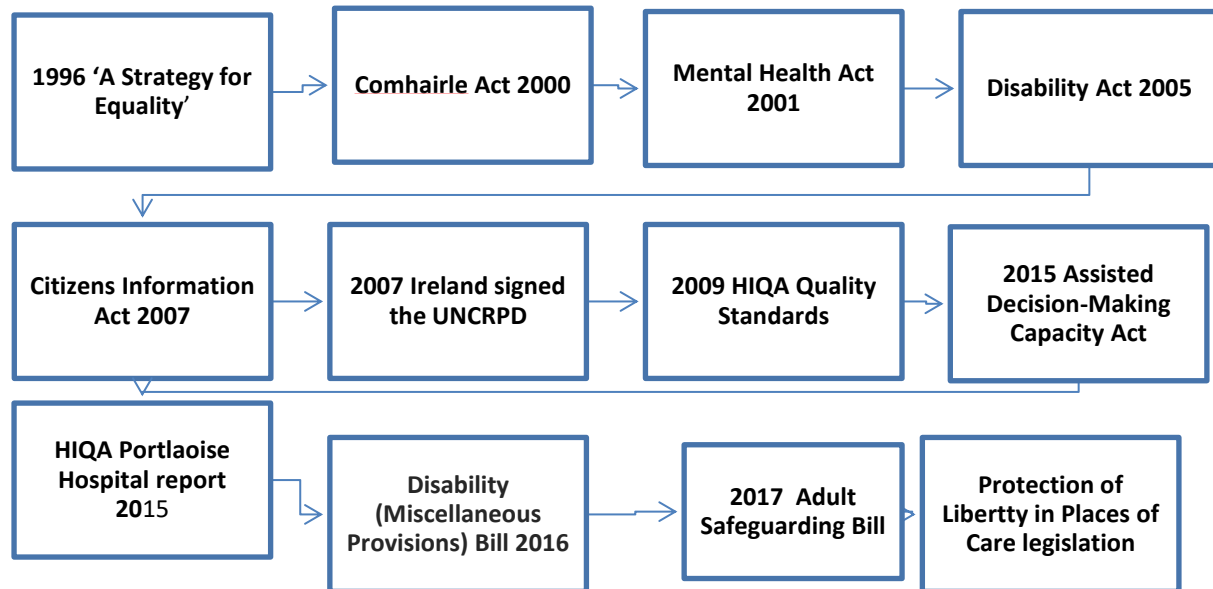 1996 ‘A Strategy for
Equality’
Comhairle Act 2000
Mental Health Act
2001
Disability Act 2005
Citizens Information
Act 2007
2007 Ireland signed
the UNCRPD
2009 HIQA Quality
Standards
2015 Assisted
Decision-Making
Capacity Act
HIQA Portlaoise
Hospital report
2015
Disability
(Miscellaneous
Provisions) Bill 2016
2017 Adult
Safeguarding Bill
Protection of
Libertty in Places of
Care legislation